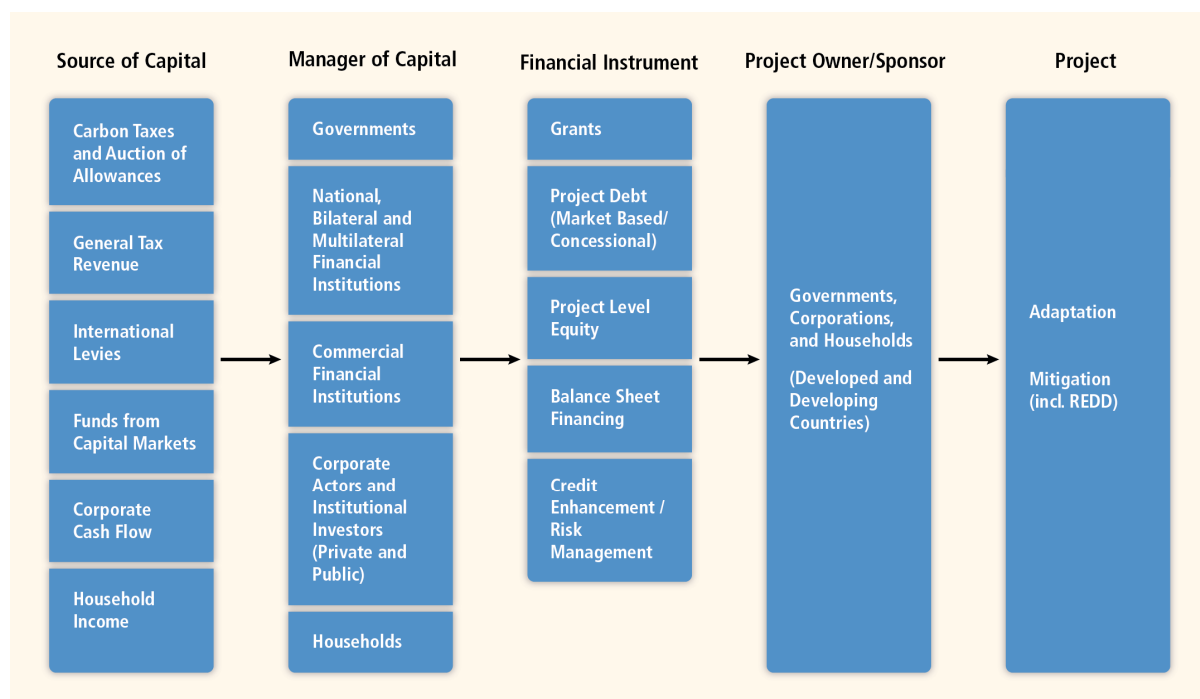 Source of Capital
Carbon Taxes
and Auction of
Allowances
General Tax
Revenue
International
Levies
Funds from
Capital Markets
Corporate
Cash Flow
Household
Income
Manager of Capital
Governments
National,
Bilateral and
Multilateral
Financial
Institutions
Commercial
Financial
Institutions
Corporate
Actors and
Institutional
Investors
(Private and
Public)
Households
Financial Instrument
Grants
Project Debt
(Market Based/
Concessional)
Project Level
Equity
Balance Sheet
Financing
Credit
Enhancement /
Risk
Management
Project Owner/Sponsor
Governments,
Corporations,
and Households
(Developed and
Developing
Countries)
Project
Adaptation
Mitigation
(incl. REDD)